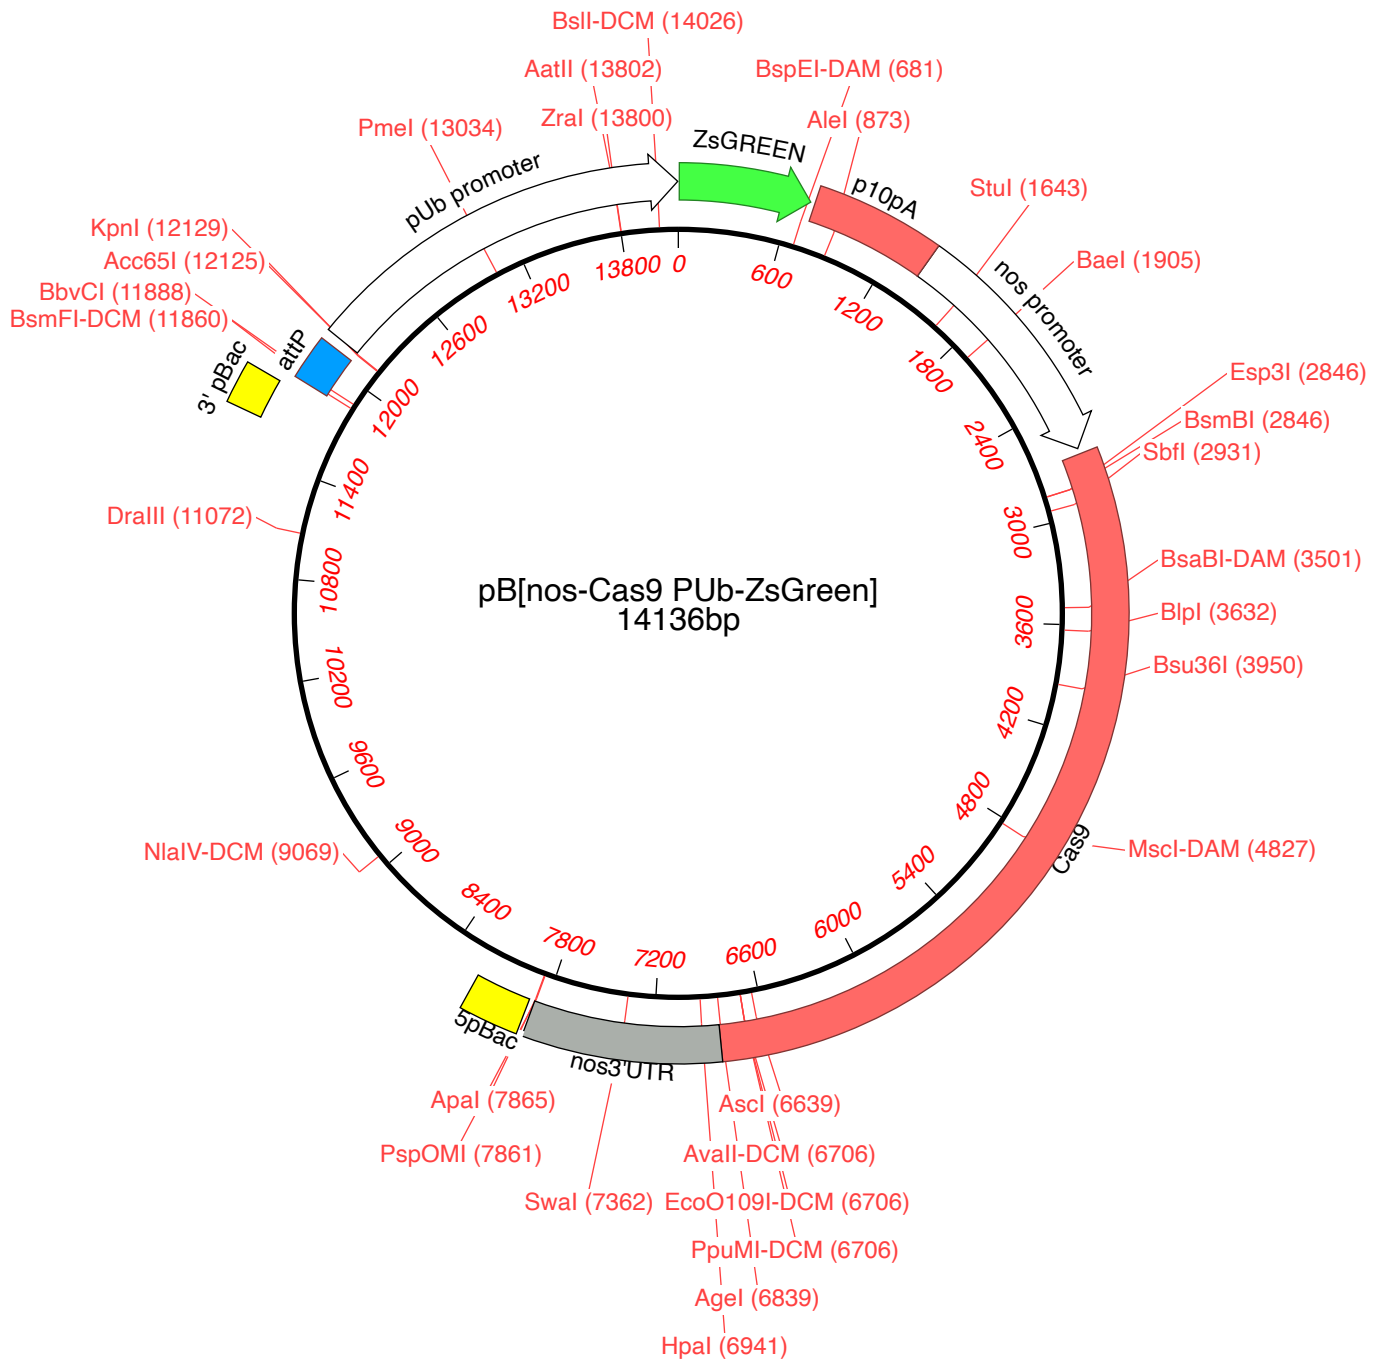 BslI-DCM (14026)
AatII (13802)
BspEI-DAM (681)
PmeI (13034)
ZraI (13800)
AleI (873)
ZsGREEN
pUb promoter
p10pA
StuI (1643)
KpnI (12129)
Acc65I (12125)
BbvCI (11888)
BsmFI-DCM (11860)
nos promoter
BaeI (1905)
attP
3' pBac
Esp3I (2846)
BsmBI (2846)
SbfI (2931)
DraIII (11072)
BsaBI-DAM (3501)
BlpI (3632)
Bsu36I (3950)
pB[nos-Cas9 PUb-ZsGreen]
14136bp
0
600
1200
1800
2400
3000
3600
4200
4800
5400
6000
6600
7200
7800
8400
9000
9600
10200
10800
11400
12000
12600
13200
13800
MscI-DAM (4827)
Cas9
NlaIV-DCM (9069)
5pBac
nos3'UTR
ApaI (7865)
AscI (6639)
PspOMI (7861)
AvaII-DCM (6706)
SwaI (7362)
EcoO109I-DCM (6706)
PpuMI-DCM (6706)
AgeI (6839)
HpaI (6941)